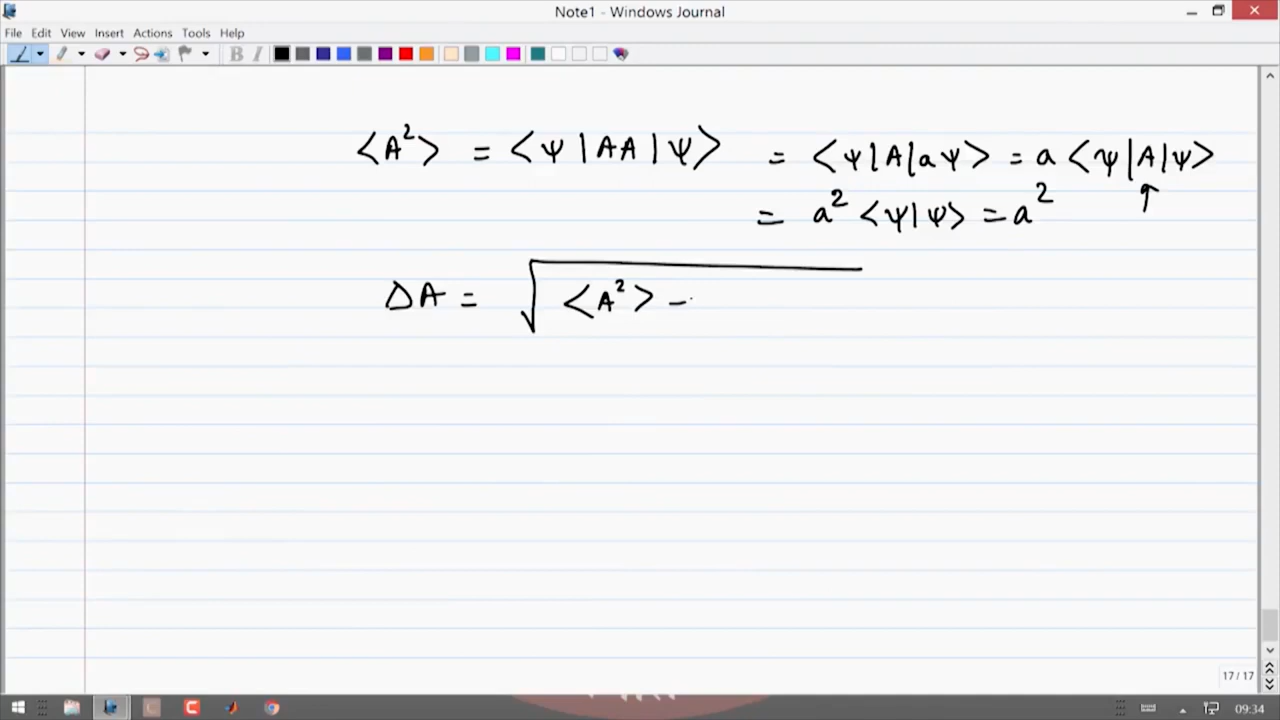 Note1 - Windows Journal
File Edit View Insert Actions Tools Help
B I
<A²> = <ψ|AA|ψ> = <ψ|A|aψ> = a<ψ|A|ψ>
= a²<ψ|ψ> = a² ↑
ΔA = √<A²> -
17 / 17
09:34